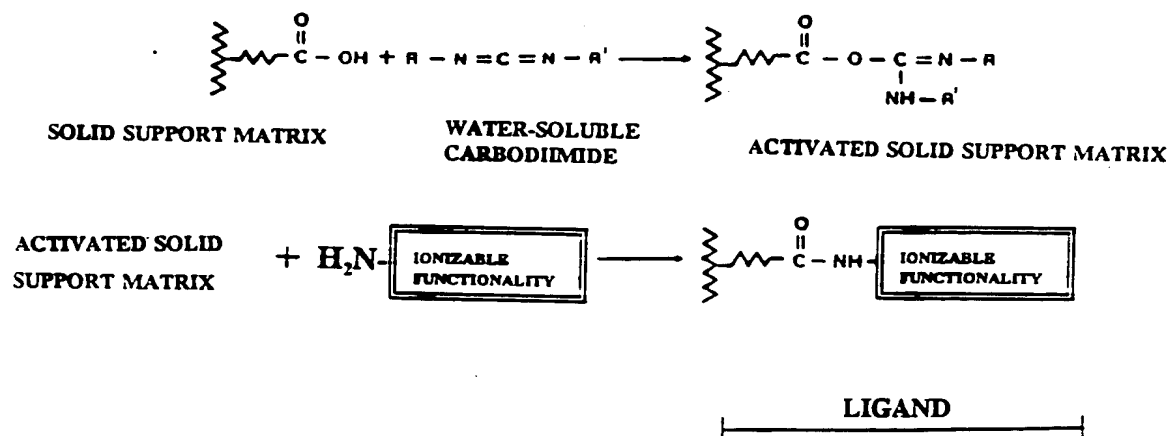 O
C - OH + R - N = C = N - R'
O
C - O - C = N - R
NH - R'
SOLID SUPPORT MATRIX
WATER-SOLUBLE
CARBODIIMIDE
ACTIVATED SOLID SUPPORT MATRIX
ACTIVATED SOLID
SUPPORT MATRIX
+ H₂N-
IONIZABLE
FUNCTIONALITY
O
C - NH
IONIZABLE
FUNCTIONALITY
LIGAND